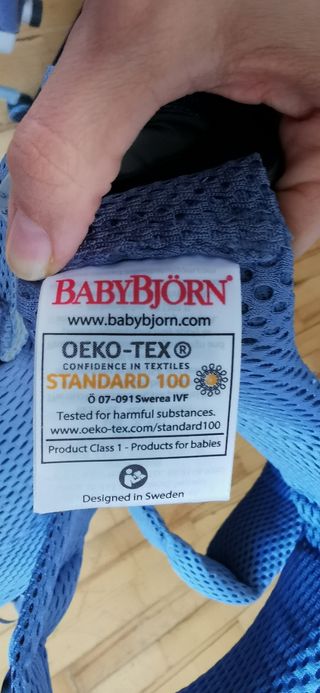 BABYBJÖRN®
www.babybjorn.com
OEKO-TEX®
CONFIDENCE IN TEXTILES
STANDARD 100
Ö 07-091 Swerea IVF
Tested for harmful substances.
www.oeko-tex.com/standard100
Product Class 1 - Products for babies
Designed in Sweden